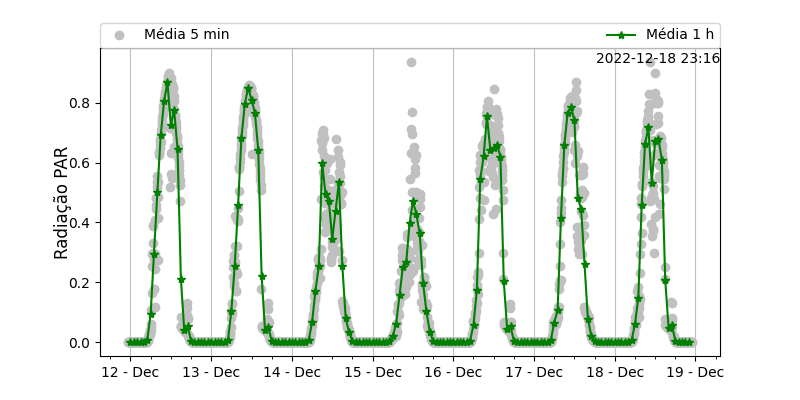 Média 5 min
Média 1 h
2022-12-18 23:16
Radiação PAR
0.8
0.6
0.4
0.2
0.0
12 - Dec
13 - Dec
14 - Dec
15 - Dec
16 - Dec
17 - Dec
18 - Dec
19 - Dec